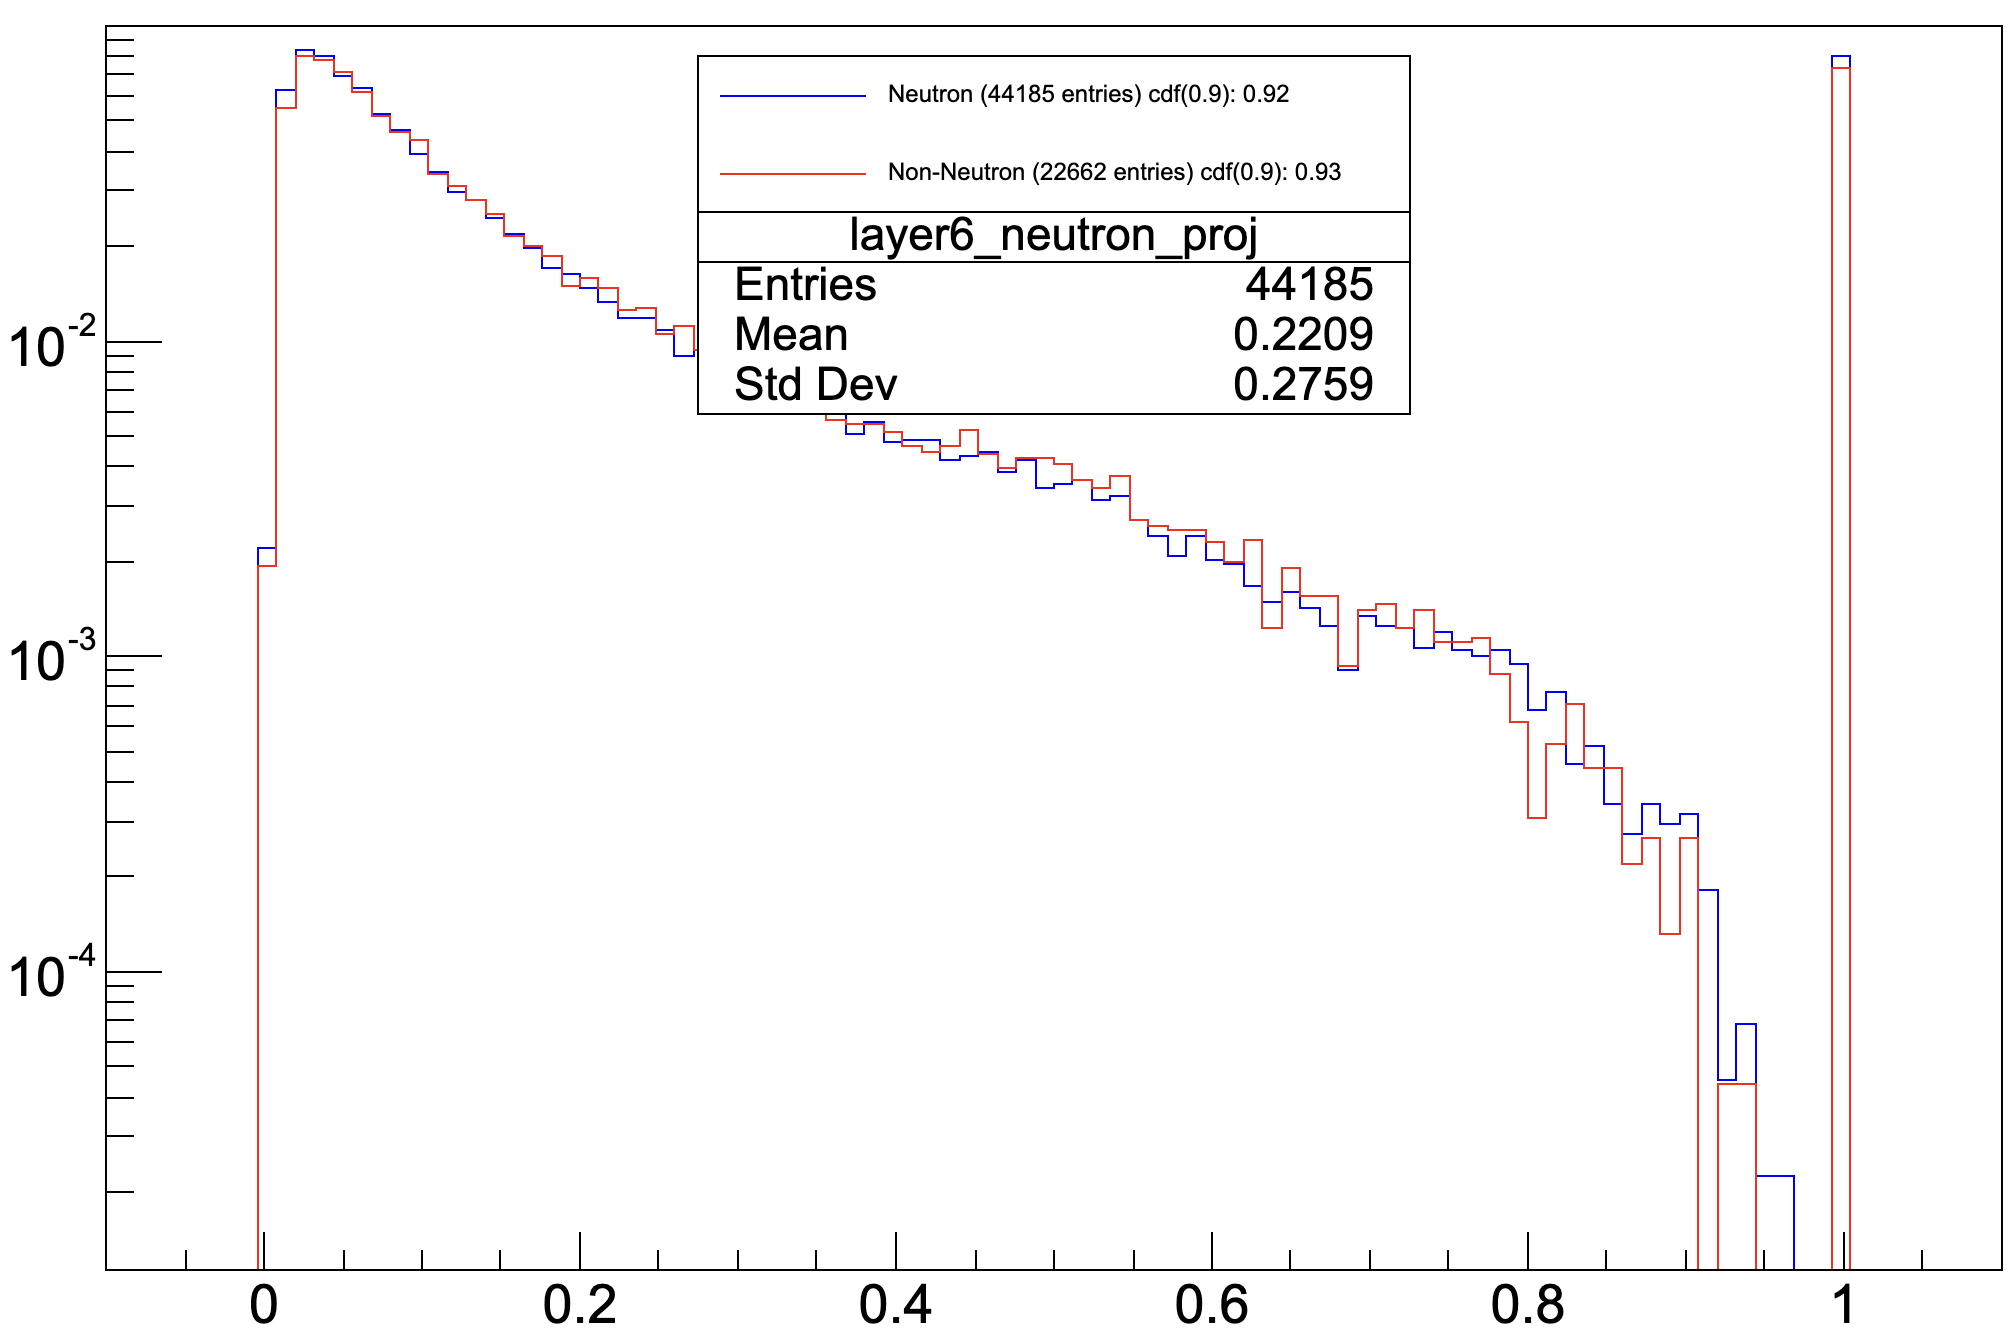 Neutron (44185 entries) cdf(0.9): 0.92
Non-Neutron (22662 entries) cdf(0.9): 0.93
layer6_neutron_proj
Entries 44185
Mean 0.2209
Std Dev 0.2759
10-2
10-3
10-4
0 0.2 0.4 0.6 0.8 1